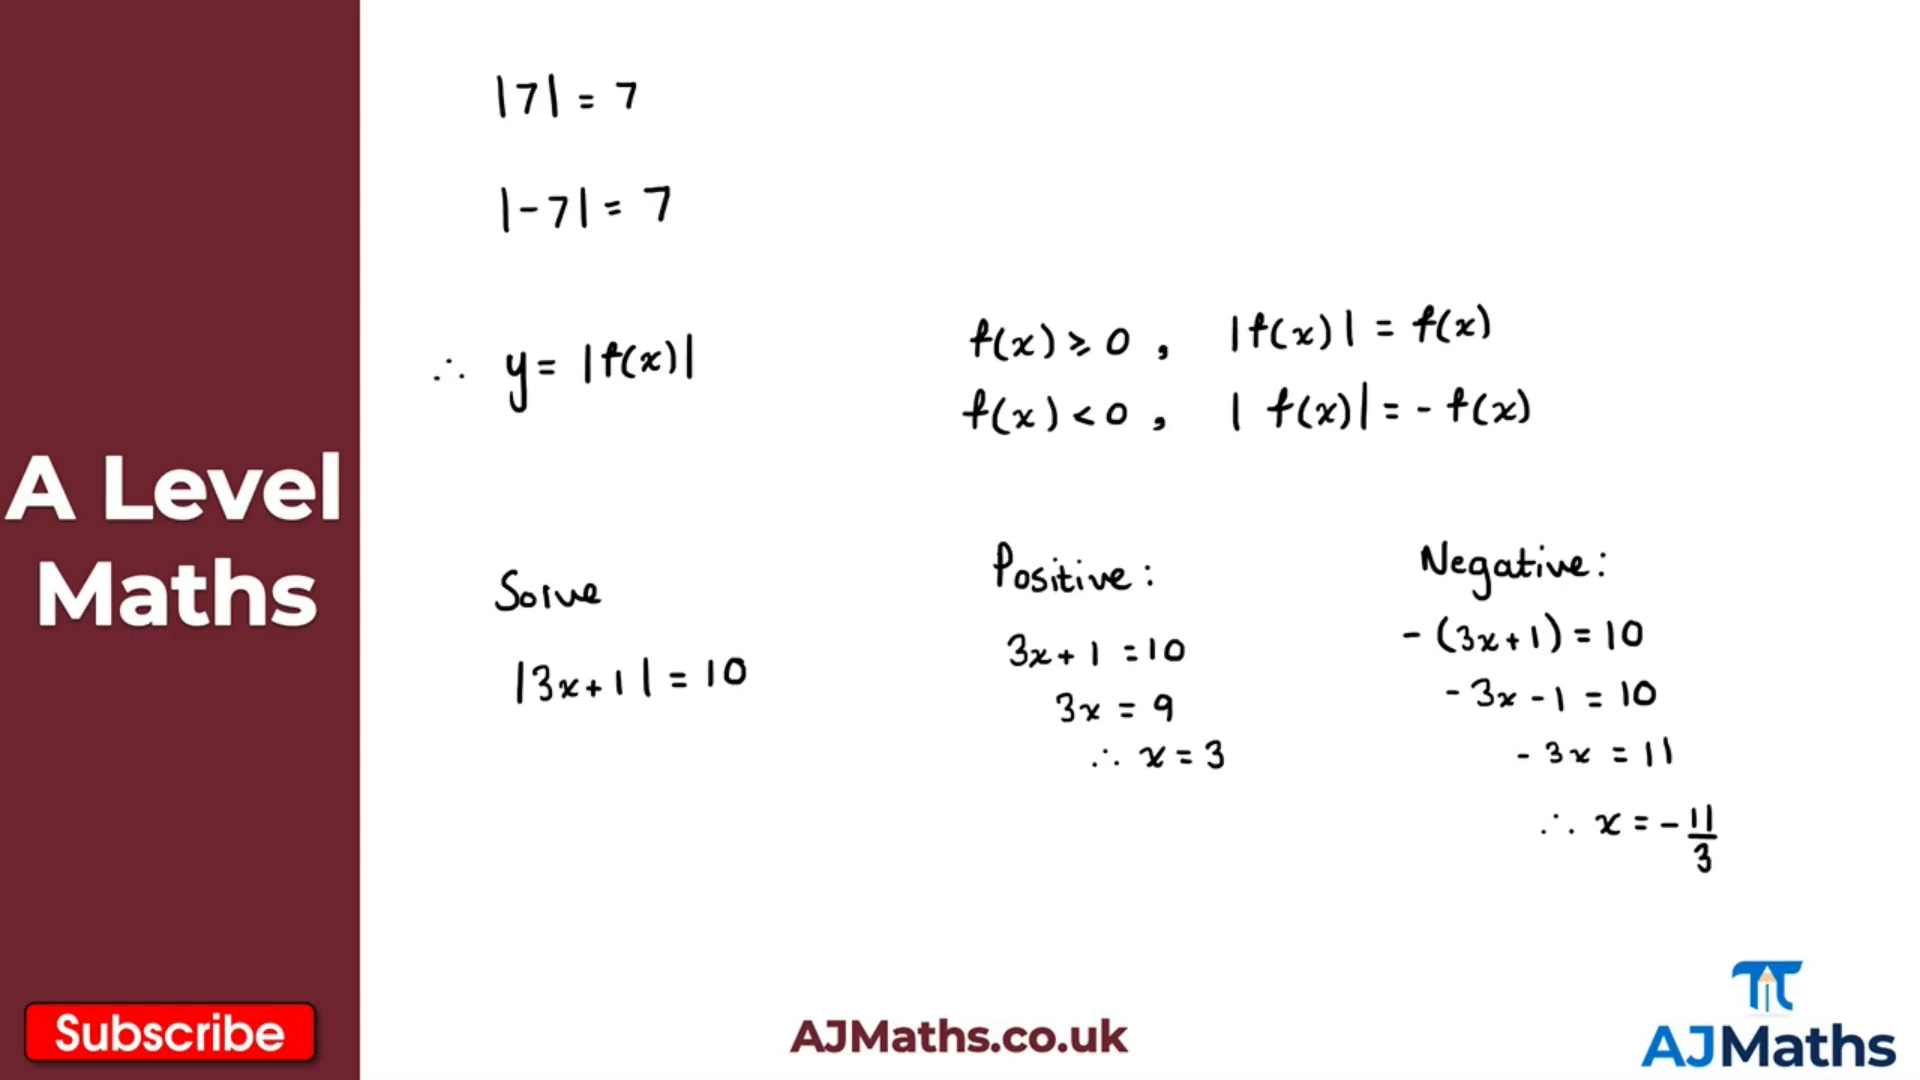 |7| = 7
|-7| = 7
∴ y = |f(x)|
f(x) ⩾ 0 , |f(x)| = f(x)
f(x) < 0 , | f(x)| = - f(x)
A Level
Maths
Solve
|3x+1| = 10
Positive:
3x + 1 = 10
3x = 9
∴ x = 3
Negative:
- (3x+1) = 10
- 3x - 1 = 10
- 3x = 11
∴ x = - 11/3
Subscribe
AJMaths.co.uk
AJMaths